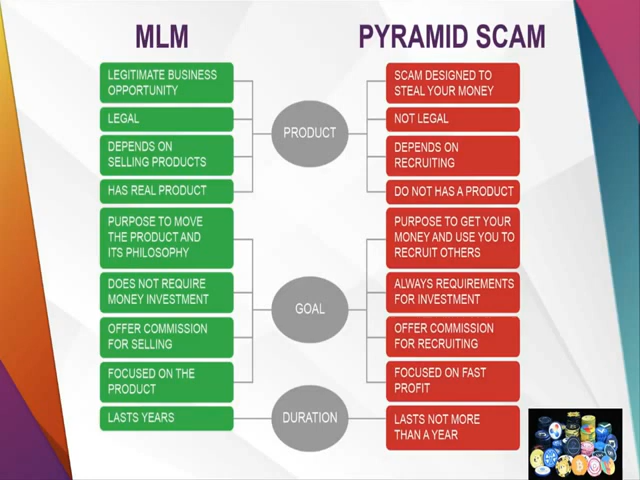 MLM
PYRAMID SCAM
LEGITIMATE BUSINESS
OPPORTUNITY
LEGAL
DEPENDS ON
SELLING PRODUCTS
HAS REAL PRODUCT
PURPOSE TO MOVE
THE PRODUCT AND
ITS PHILOSOPHY
DOES NOT REQUIRE
MONEY INVESTMENT
OFFER COMMISSION
FOR SELLING
FOCUSED ON THE
PRODUCT
LASTS YEARS
PRODUCT
GOAL
DURATION
SCAM DESIGNED TO
STEAL YOUR MONEY
NOT LEGAL
DEPENDS ON
RECRUITING
DO NOT HAS A PRODUCT
PURPOSE TO GET YOUR
MONEY AND USE YOU TO
RECRUIT OTHERS
ALWAYS REQUIREMENTS
FOR INVESTMENT
OFFER COMMISSION
FOR RECRUITING
FOCUSED ON FAST
PROFIT
LASTS NOT MORE
THAN A YEAR